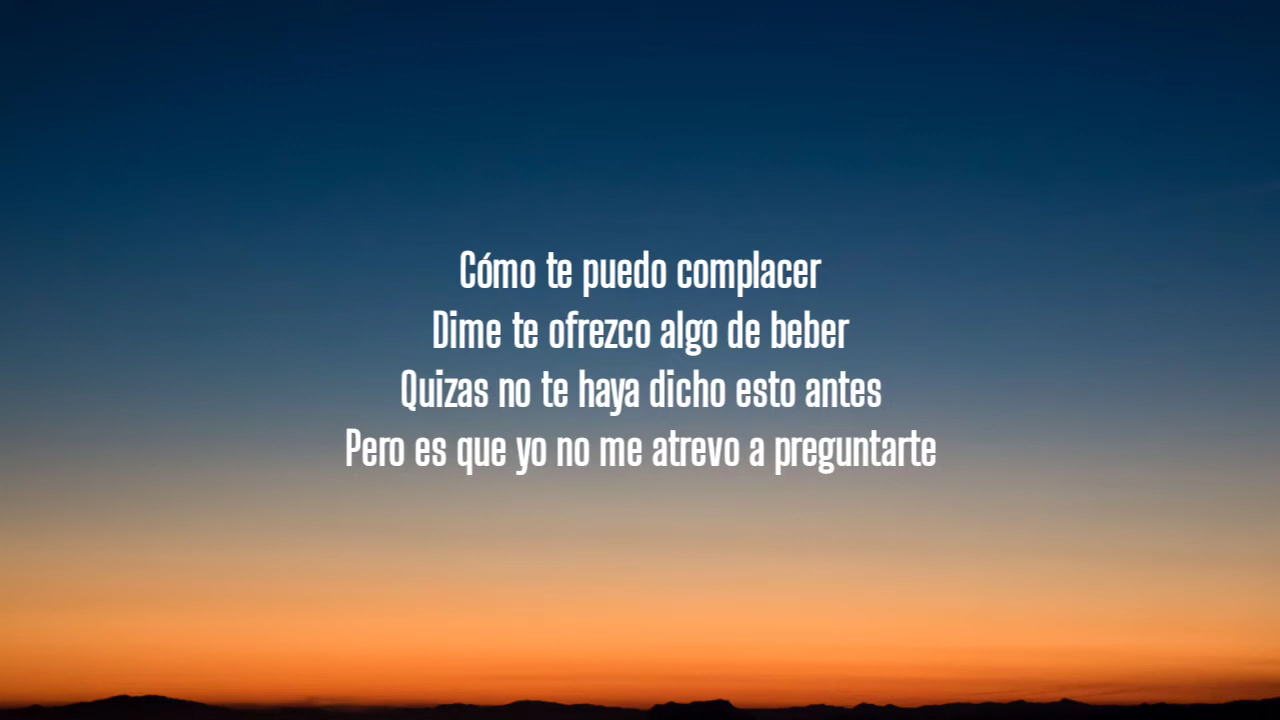 Cómo te puedo complacer
Dime te ofrezco algo de beber
Quizas no te haya dicho esto antes
Pero es que yo no me atrevo a preguntarte